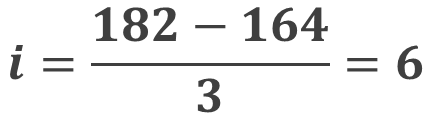 i = (182 − 164) / 3 = 6